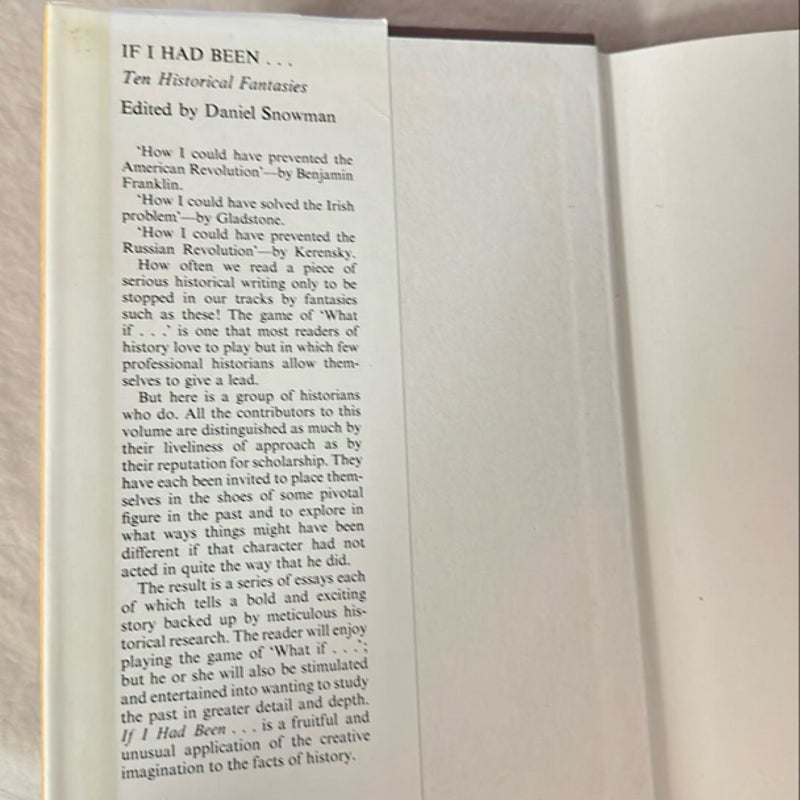 IF I HAD BEEN . . .
Ten Historical Fantasies
Edited by Daniel Snowman
'How I could have prevented the
American Revolution'—by Benjamin
Franklin.
'How I could have solved the Irish
problem'—by Gladstone.
'How I could have prevented the
Russian Revolution'—by Kerensky.
How often we read a piece of
serious historical writing only to be
stopped in our tracks by fantasies
such as these! The game of 'What
if . . .' is one that most readers of
history love to play but in which few
professional historians allow them-
selves to give a lead.
But here is a group of historians
who do. All the contributors to this
volume are distinguished as much by
their liveliness of approach as by
their reputation for scholarship. They
have each been invited to place them-
selves in the shoes of some pivotal
figure in the past and to explore in
what ways things might have been
different if that character had not
acted in quite the way that he did.
The result is a series of essays each
of which tells a bold and exciting
story backed up by meticulous his-
torical research. The reader will enjoy
playing the game of 'What if . . .';
but he or she will also be stimulated
and entertained into wanting to study
the past in greater detail and depth.
If I Had Been . . . is a fruitful and
unusual application of the creative
imagination to the facts of history.